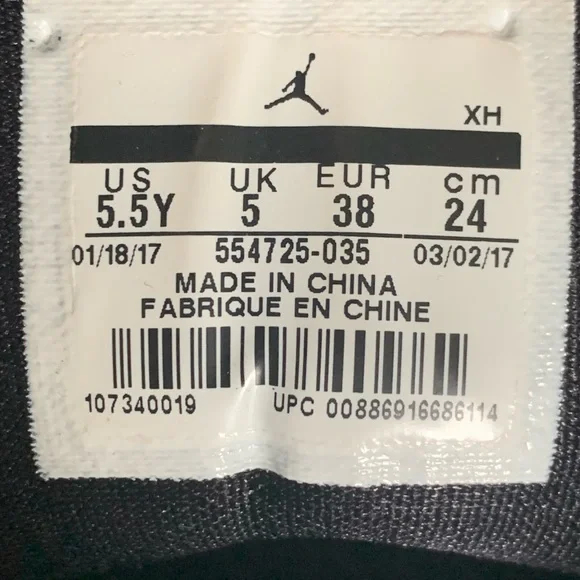 XH
US UK EUR cm
5.5Y 5 38 24
01/18/17 554725-035 03/02/17
MADE IN CHINA
FABRIQUE EN CHINE
107340019 UPC 00886916686114